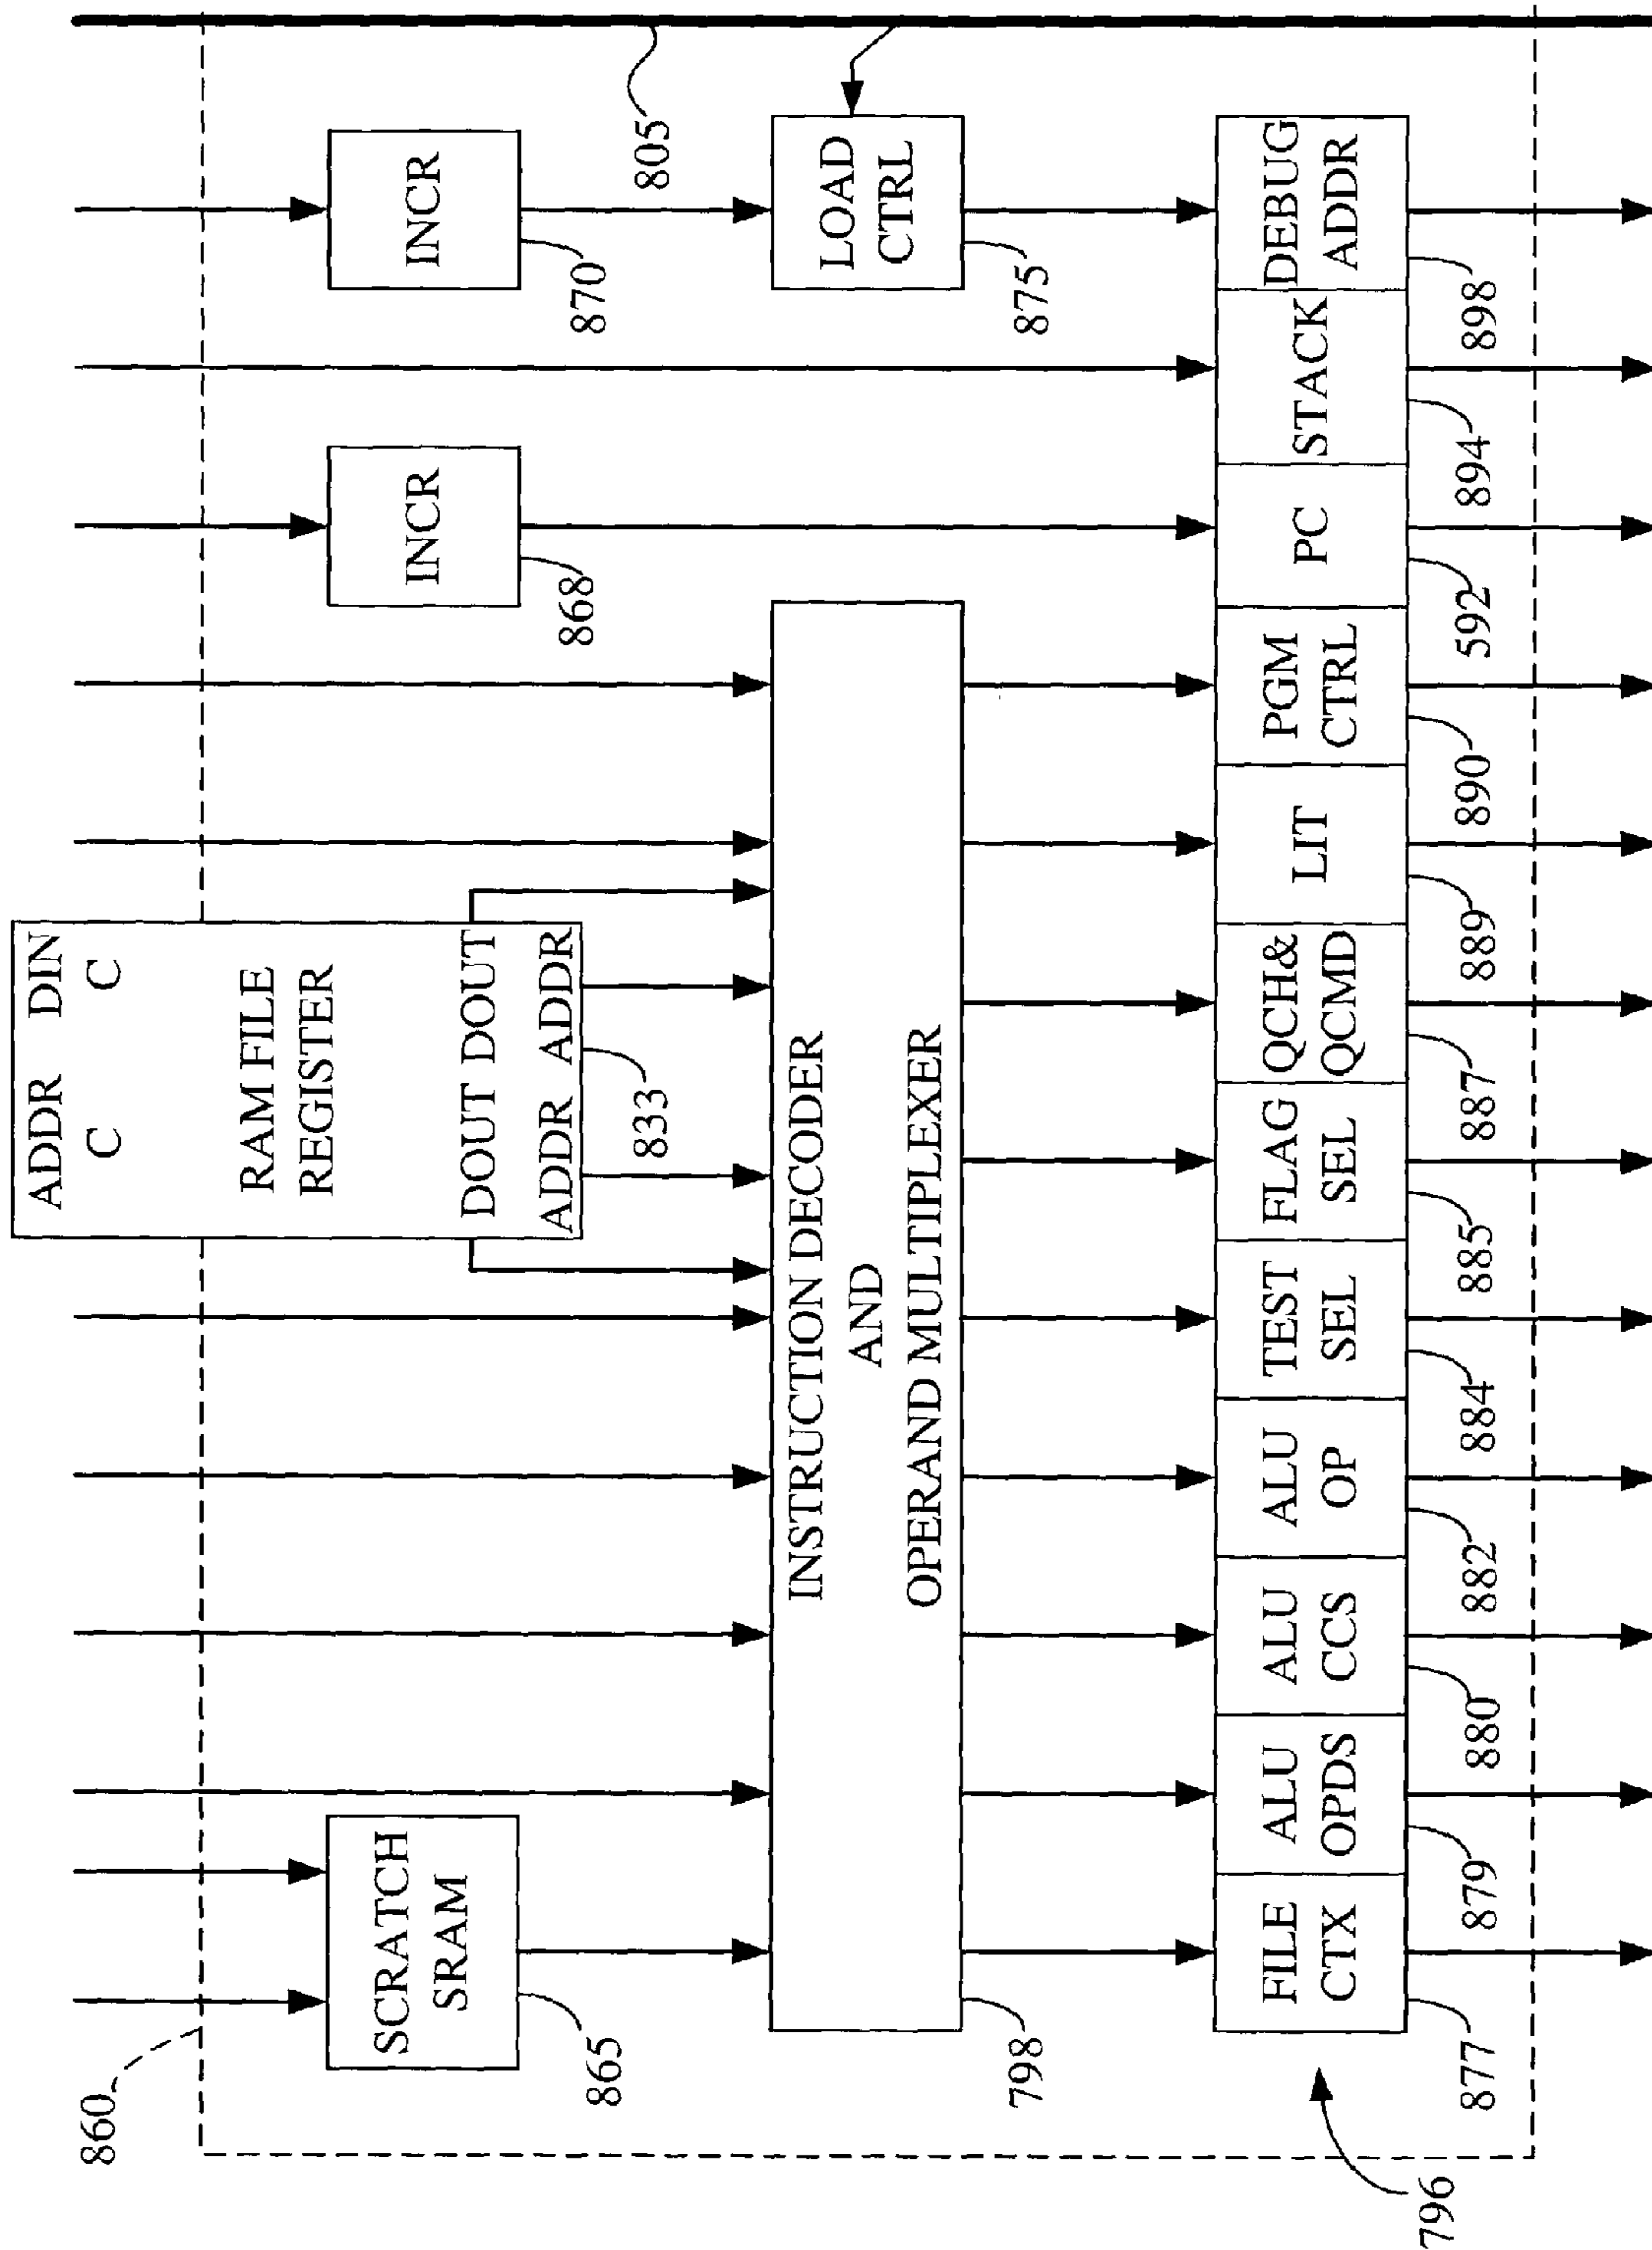 860
ADDR DIN
C C
RAM FILE
REGISTER
DOUT DOUT
ADDR ADDR
833
SCRATCH
SRAM
865
INCR
868
INCR
870
805
INSTRUCTION DECODER
AND
OPERAND MULTIPLEXER
798
LOAD
CTRL
875
796
FILE
CTX
877
ALU
OPDS
879
ALU
CCS
880
ALU
OP
882
TEST
SEL
884
FLAG
SEL
885
QCH&
QCMD
887
LIT
889
PGM
CTRL
890
PC
592
STACK
894
DEBUG
ADDR
898